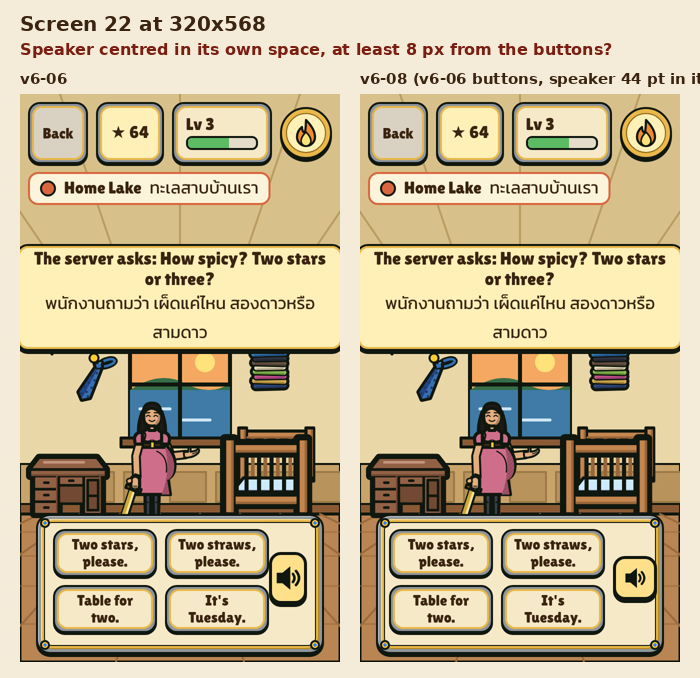 Screen 22 at 320x568
Speaker centred in its own space, at least 8 px from the buttons?
v6-06
v6-08 (v6-06 buttons, speaker 44 pt in it
Back
★ 64
Lv 3
Home Lake ทะเลสาบบ้านเรา
The server asks: How spicy? Two stars
or three?
พนักงานถามว่า เผ็ดแค่ไหน สองดาวหรือ
สามดาว
Two stars,
please.
Two straws,
please.
Table for
two.
It's
Tuesday.
Back
★ 64
Lv 3
Home Lake ทะเลสาบบ้านเรา
The server asks: How spicy? Two stars
or three?
พนักงานถามว่า เผ็ดแค่ไหน สองดาวหรือ
สามดาว
Two stars,
please.
Two straws,
please.
Table for
two.
It's
Tuesday.